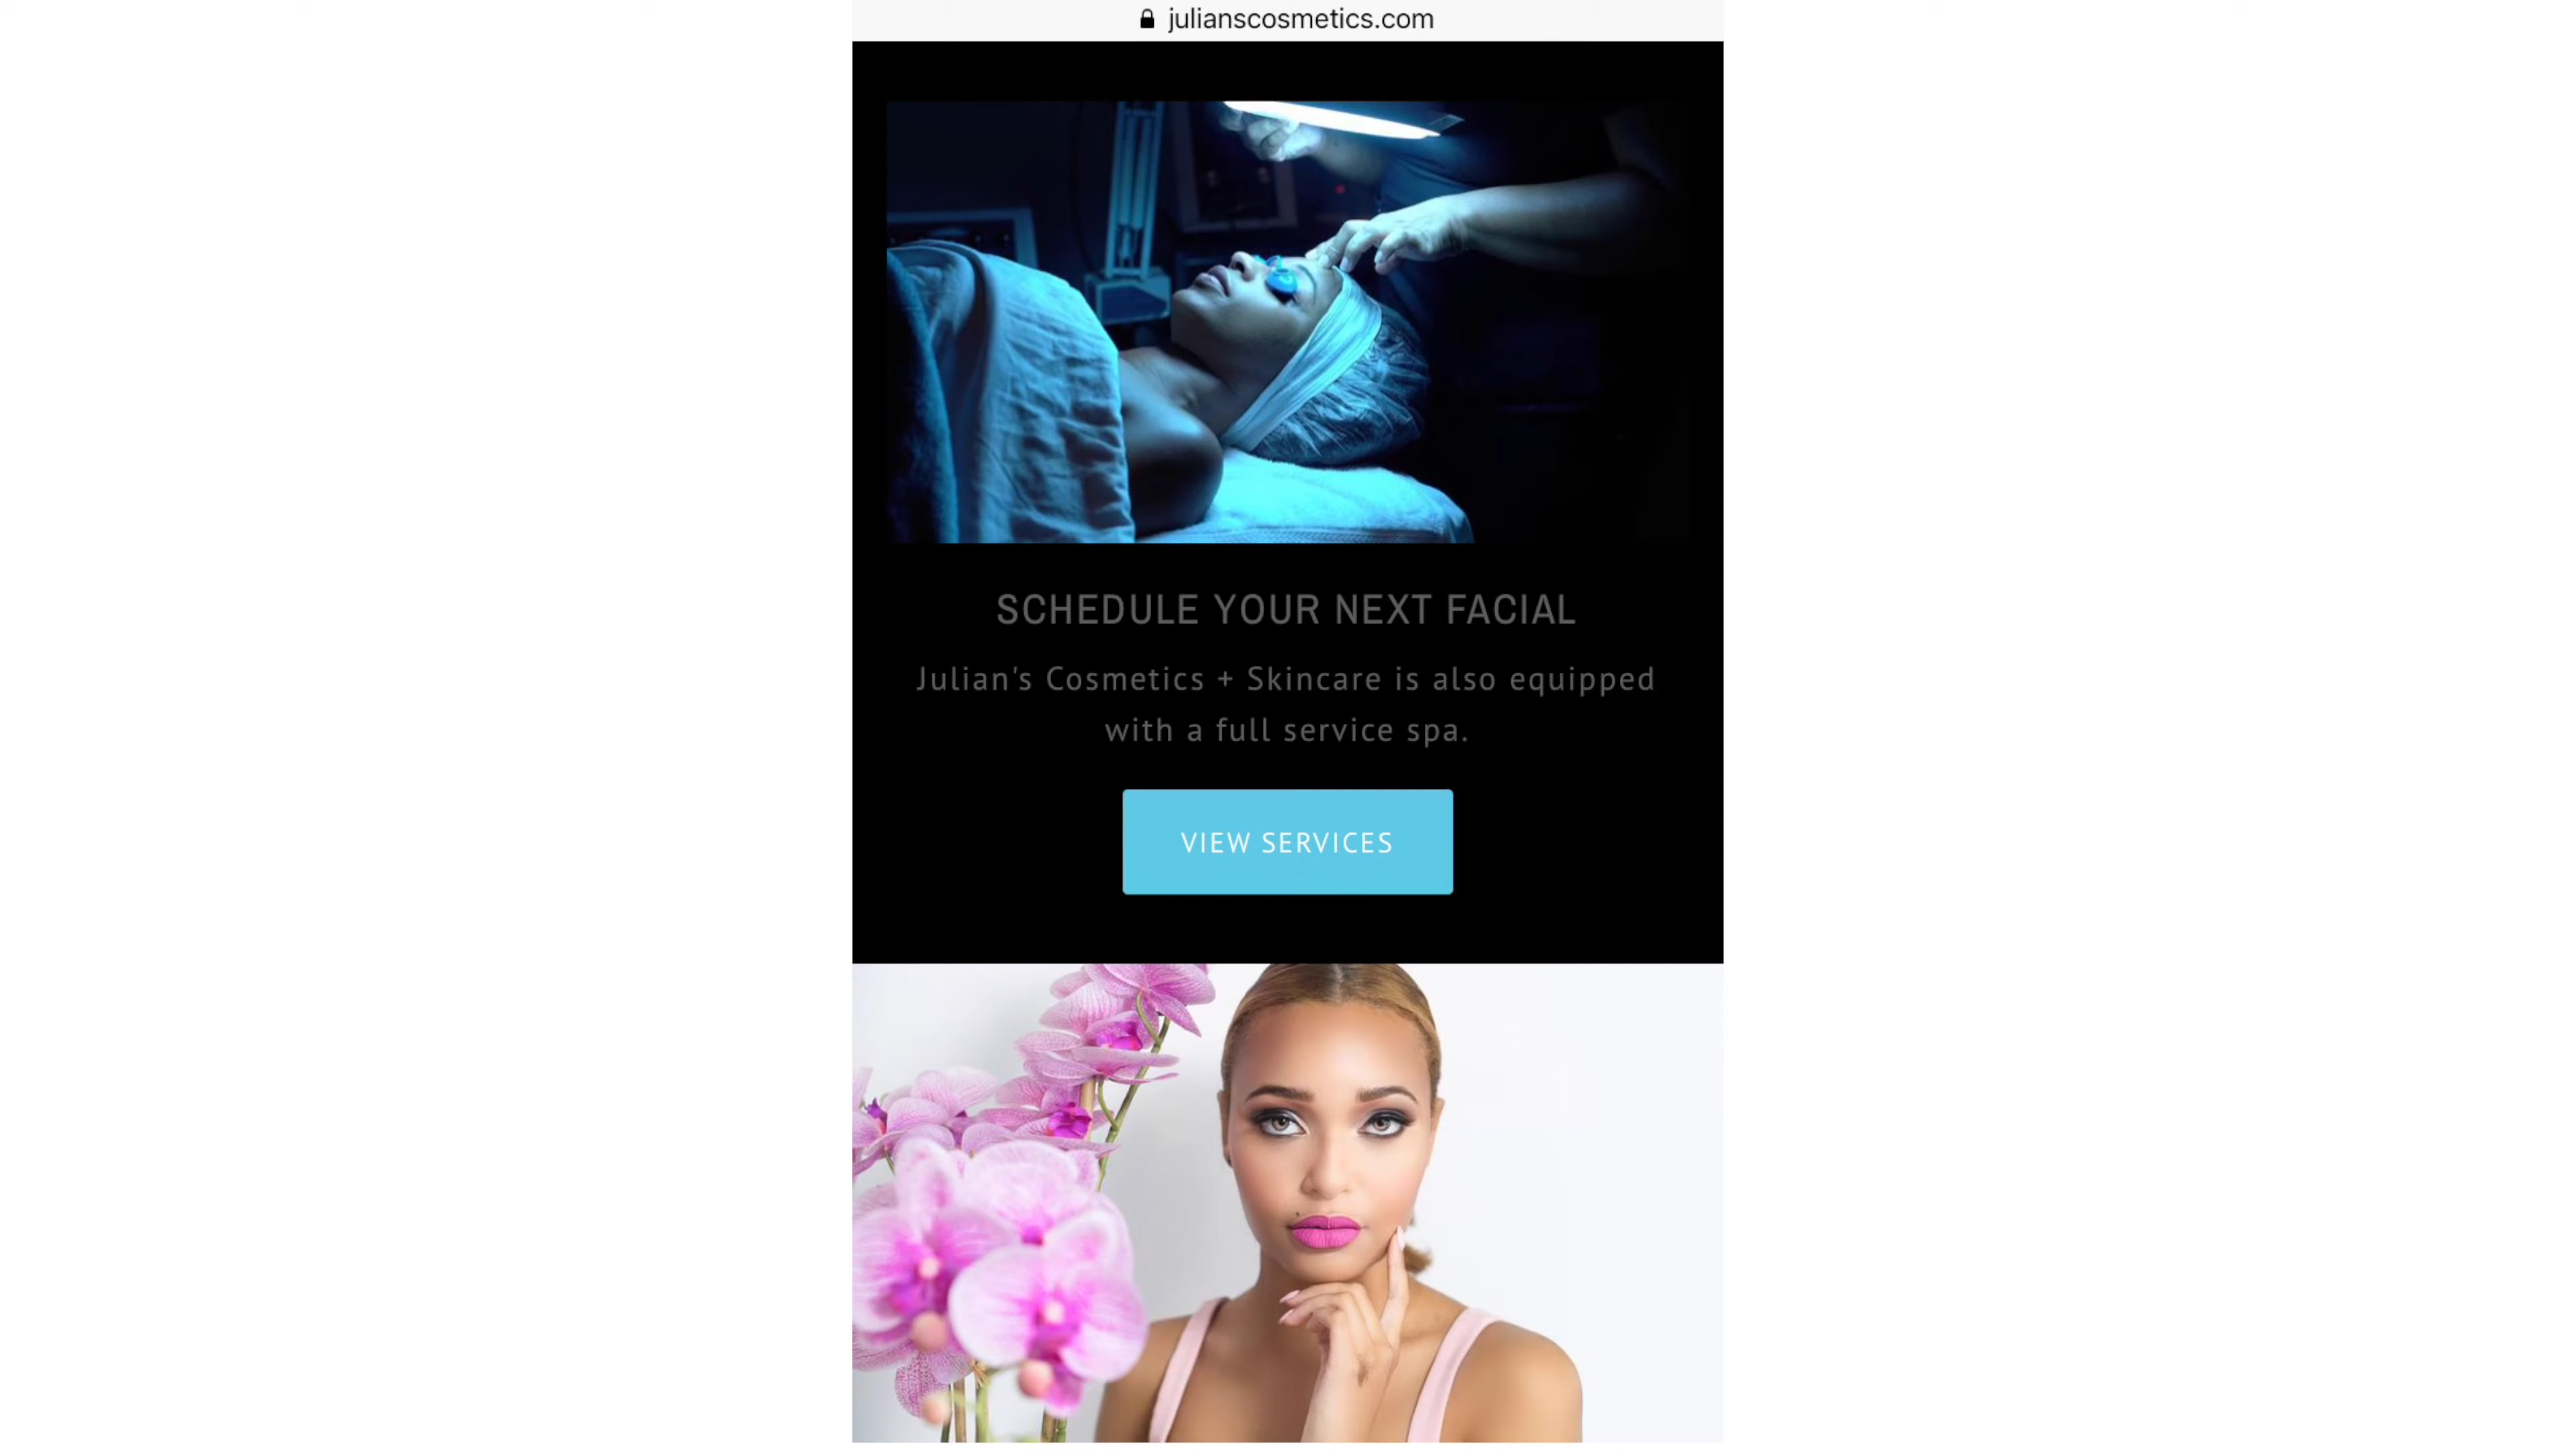 julianscosmetics.com
SCHEDULE YOUR NEXT FACIAL
Julian's Cosmetics + Skincare is also equipped
with a full service spa.
VIEW SERVICES